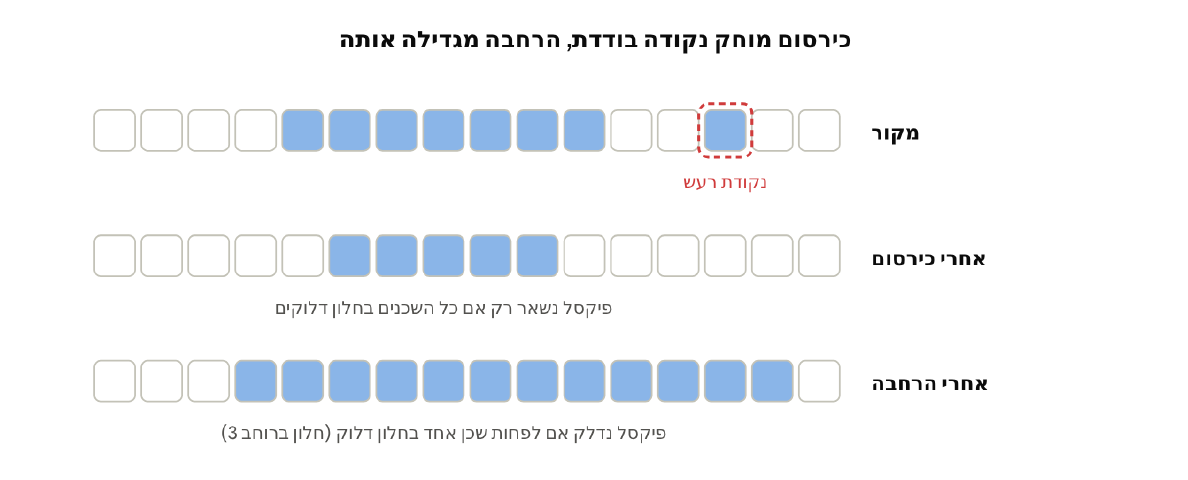 כירסום מוחק נקודה בודדת, הרחבה מגדילה אותה
מקור
נקודת רעש
אחרי כירסום
פיקסל נשאר רק אם כל השכנים בחלון דלוקים
אחרי הרחבה
פיקסל נדלק אם לפחות שכן אחד בחלון דלוק (חלון ברוחב 3)